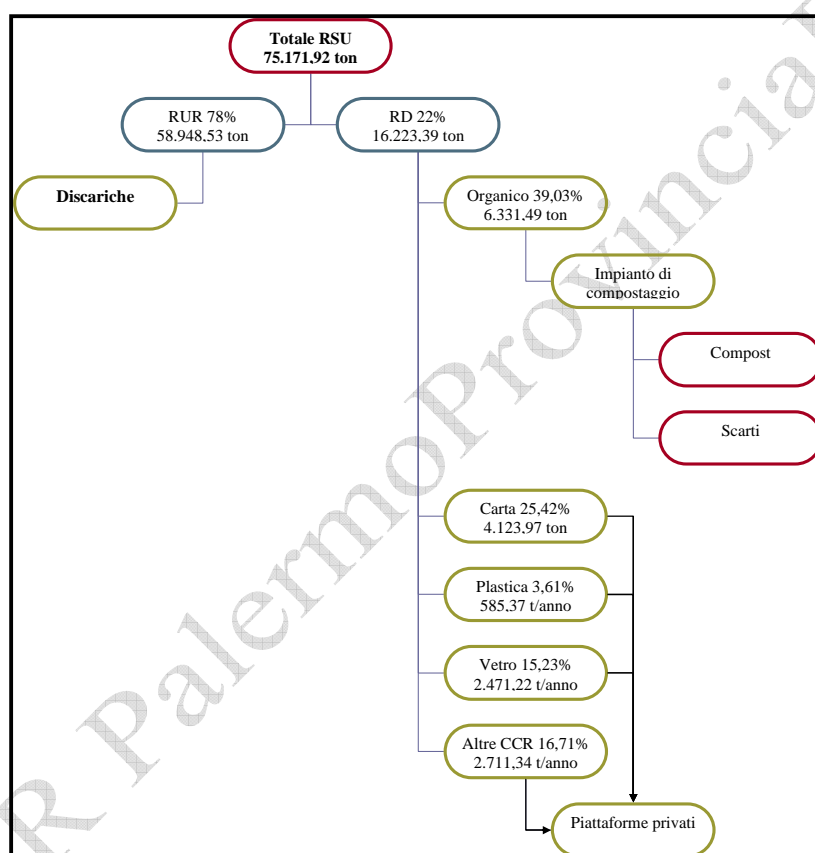 Totale RSU
75.171,92 ton
RUR 78%
58.948,53 ton
RD 22%
16.223,39 ton
Discariche
Organico 39,03%
6.331,49 ton
Impianto di
compostaggio
Compost
Scarti
Carta 25,42%
4.123,97 ton
Plastica 3,61%
585,37 t/anno
Vetro 15,23%
2.471,22 t/anno
Altre CCR 16,71%
2.711,34 t/anno
Piattaforme privati
R PalermoProvincia